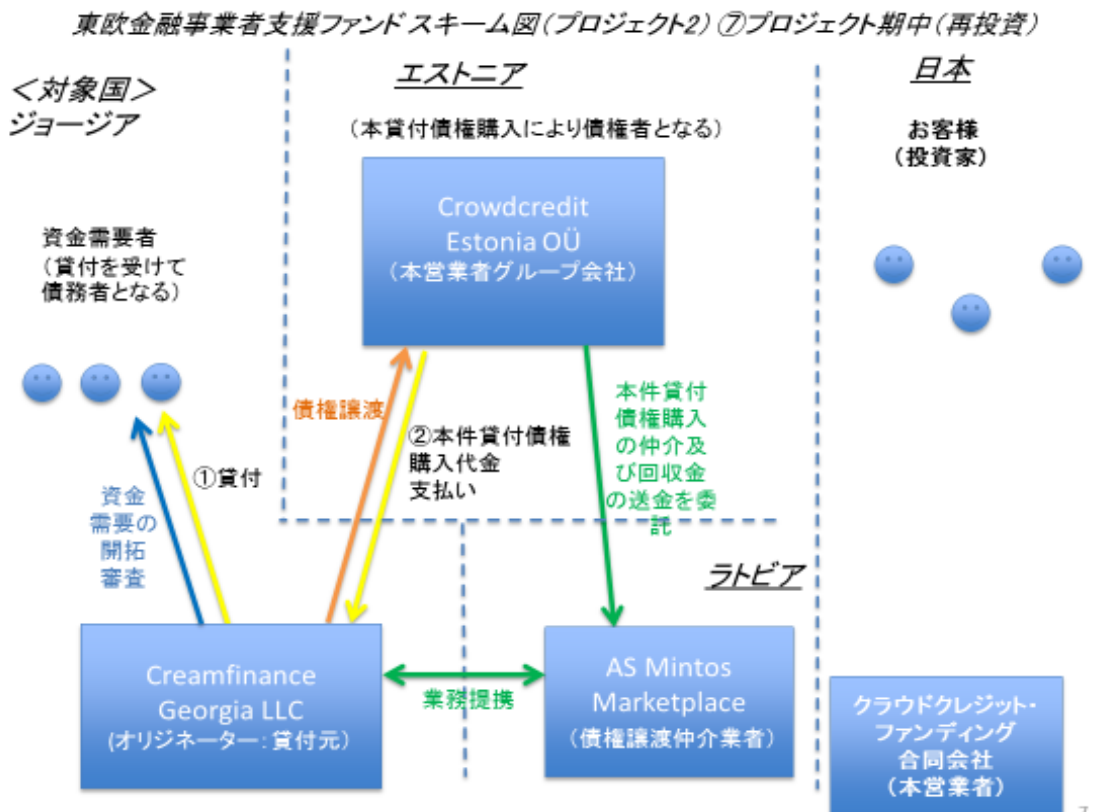 東欧金融事業者支援ファンド スキーム図(プロジェクト2) ⑦プロジェクト期中(再投資)
<対象国>
ジョージア
エストニア
日本
(本貸付債権購入により債権者となる)
お客様
(投資家)
Crowdcredit
Estonia OÜ
(本営業者グループ会社)
資金需要者
(貸付を受けて
債務者となる)
債権譲渡
②本件貸付債権
購入代金
支払い
本件貸付
債権購入
の仲介及
び回収金
の送金を委
託
①貸付
資金
需要の
開拓
審査
ラトビア
Creamfinance
Georgia LLC
(オリジネーター:貸付元)
業務提携
AS Mintos
Marketplace
(債権譲渡仲介業者)
クラウドクレジット・
ファンディング
合同会社
(本営業者)